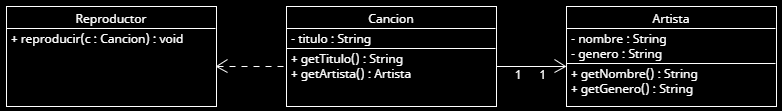 Reproductor
+ reproducir(c : Cancion) : void
Cancion
- titulo : String
+ getTitulo() : String
+ getArtista() : Artista
1 1
Artista
- nombre : String
- genero : String
+ getNombre() : String
+ getGenero() : String